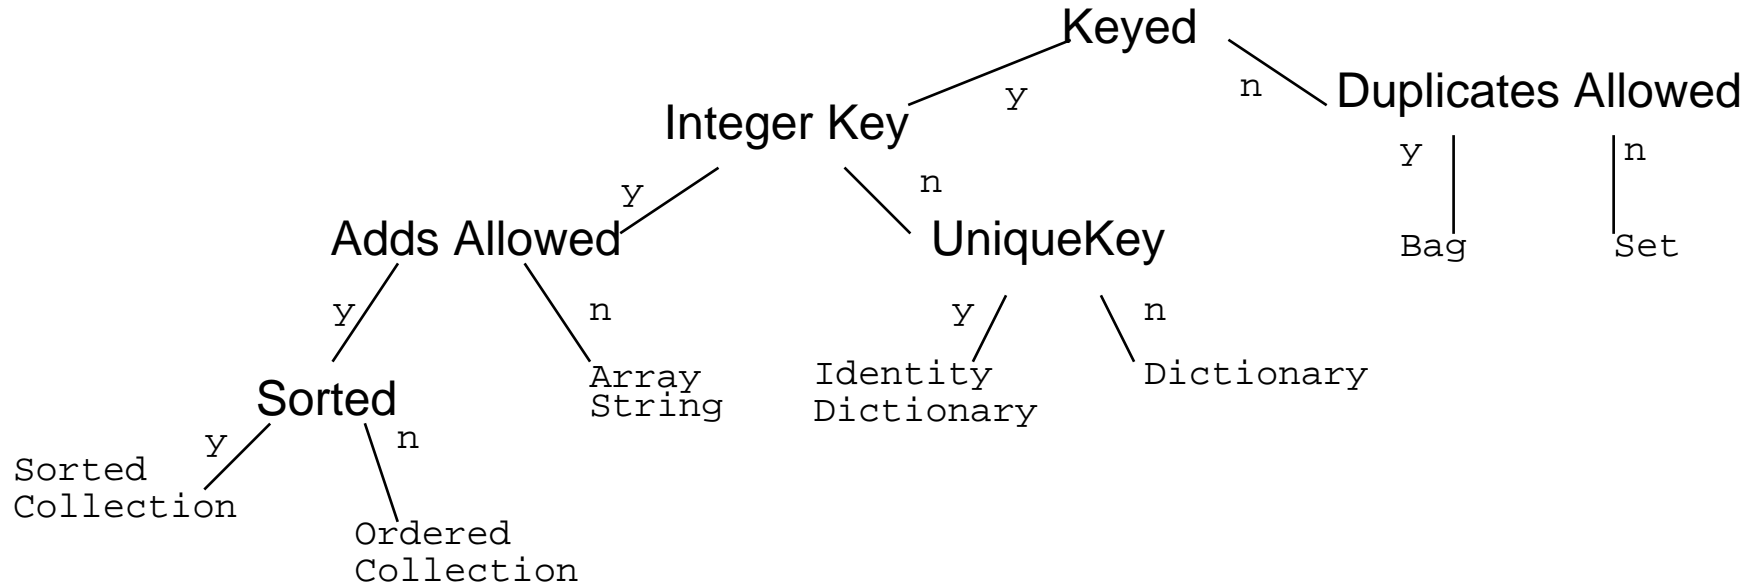 Keyed
y
n
Duplicates Allowed
Integer Key
y
n
y
n
Adds Allowed
UniqueKey
Bag
Set
y
n
y
n
Array
String
Identity
Dictionary
Dictionary
Sorted
y
n
Sorted
Collection
Ordered
Collection